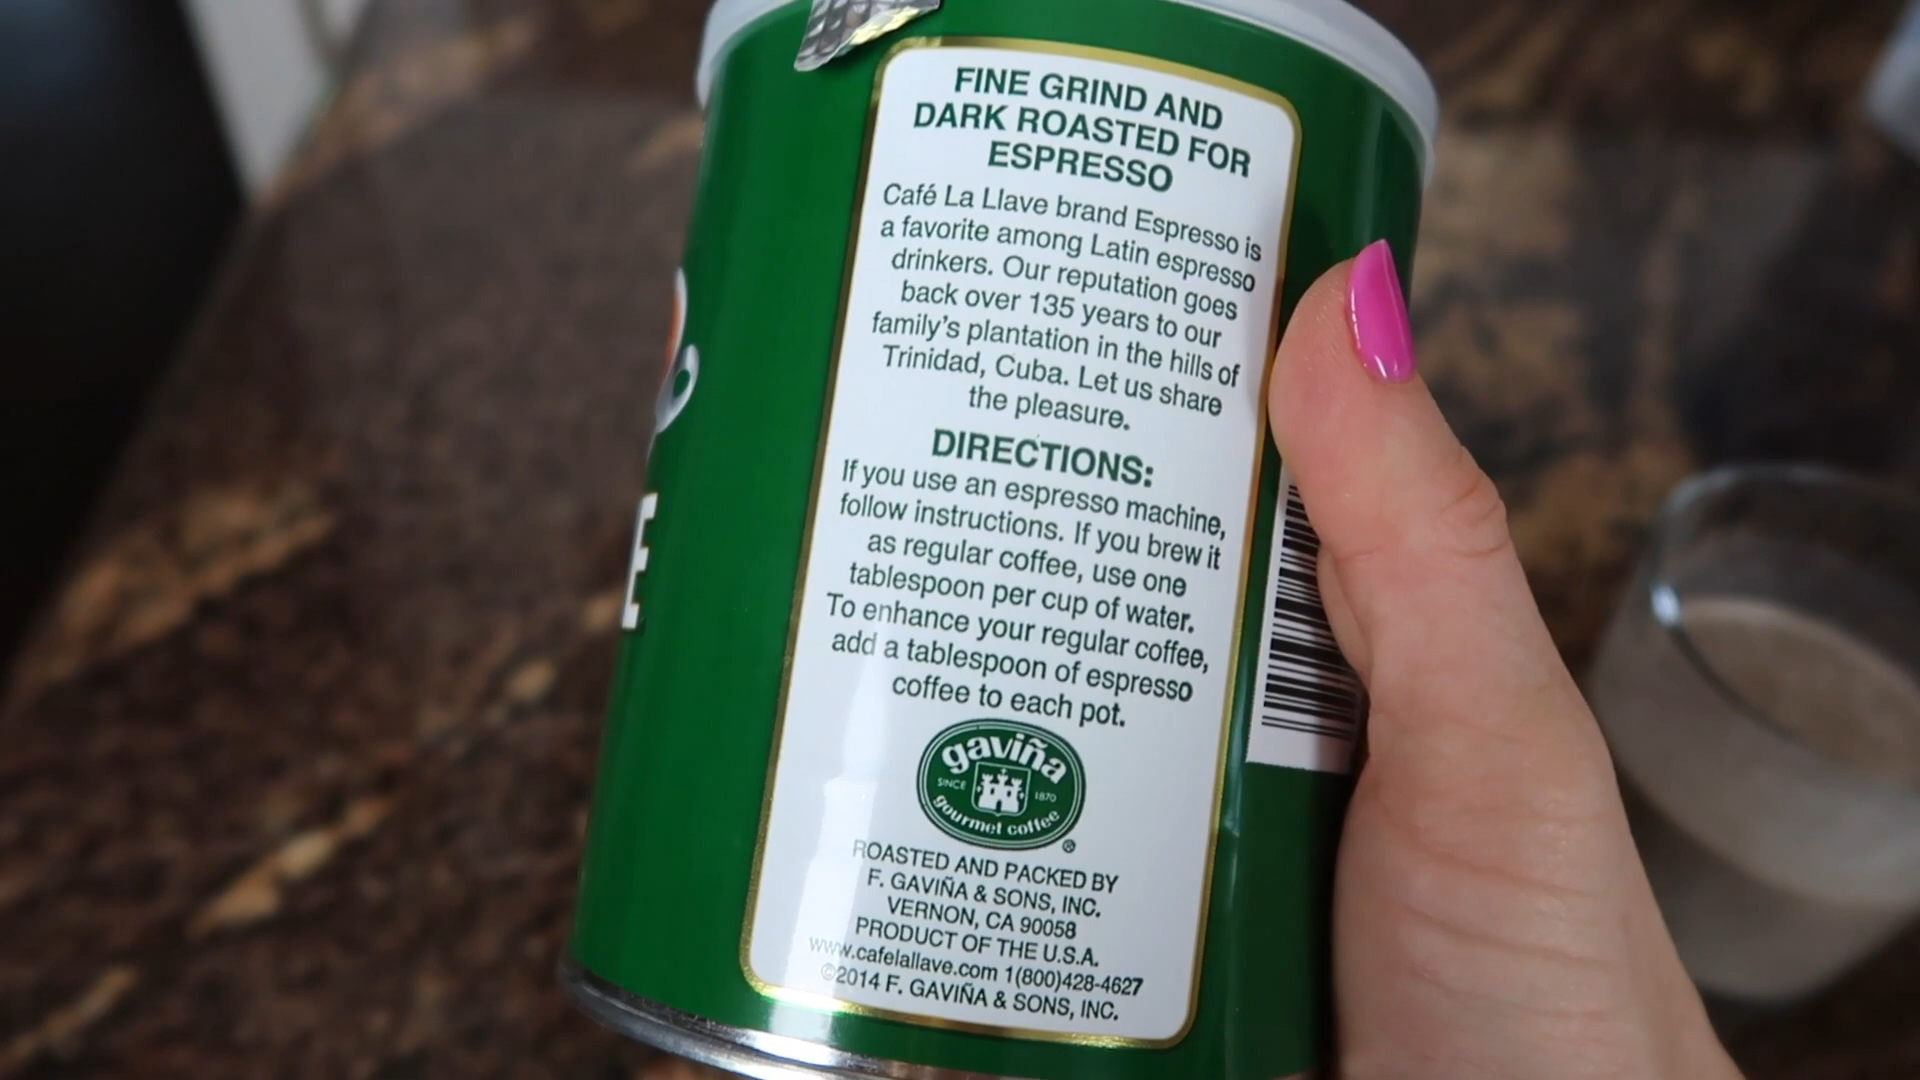 FINE GRIND AND
DARK ROASTED FOR
ESPRESSO
Café La Llave brand Espresso is
a favorite among Latin espresso
drinkers. Our reputation goes
back over 135 years to our
family's plantation in the hills of
Trinidad, Cuba. Let us share
the pleasure.
DIRECTIONS:
If you use an espresso machine,
follow instructions. If you brew it
as regular coffee, use one
tablespoon per cup of water.
To enhance your regular coffee,
add a tablespoon of espresso
coffee to each pot.
gaviña
SINCE 1870
gourmet coffee
®
ROASTED AND PACKED BY
F. GAVIÑA & SONS, INC.
VERNON, CA 90058
PRODUCT OF THE U.S.A.
www.cafelallave.com 1(800)428-4627
©2014 F. GAVIÑA & SONS, INC.
E